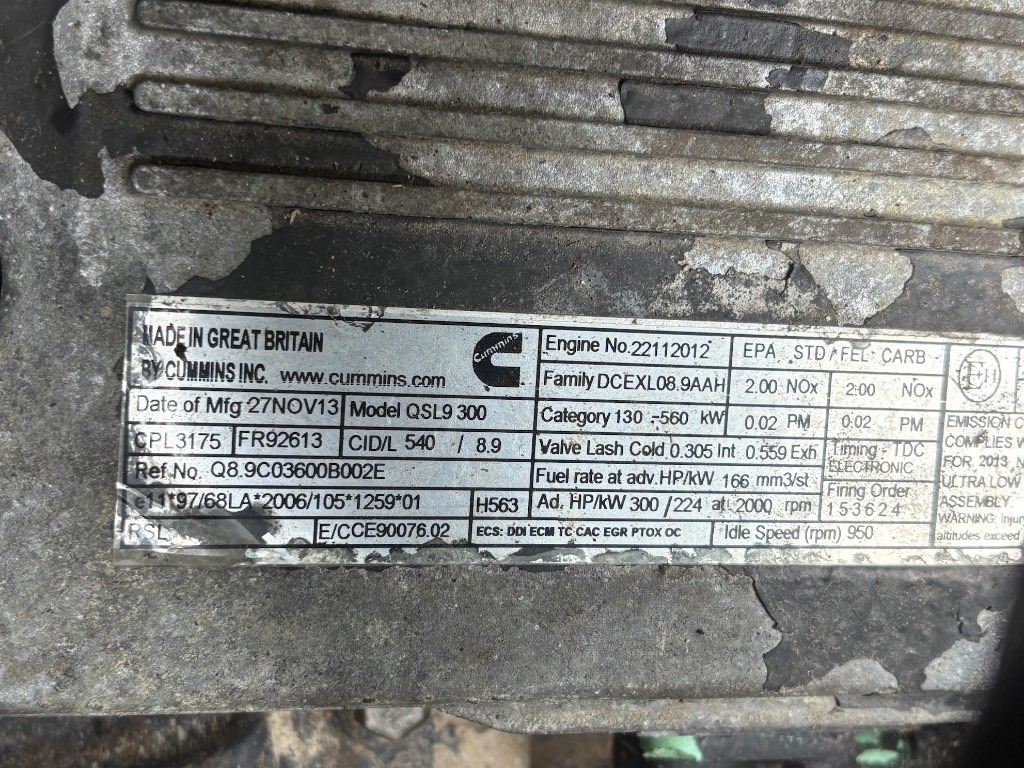 MADE IN GREAT BRITAIN
BY CUMMINS INC. www.cummins.com
Cummins
Date of Mfg 27NOV13 Model QSL9 300
CPL 3175 FR92613 CID/L 540 / 8.9
Ref.No. Q8.9C03600B002E
e11*97/68LA*2006/105*1259*01 H563
RSL E/CCE90076.02 ECS: DDI ECM TC CAC EGR PTOX OC
Engine No. 22112012 EPA STD / FEL CARB
Family DCEXL08.9AAH 2.00 NOx 2.00 NOx
Category 130 -560 kW 0.02 PM 0.02 PM
Valve Lash Cold 0.305 Int 0.559 Exh Timing - TDC
ELECTRONIC
Fuel rate at adv. HP/kW 166 mm3/st
Firing Order
Ad. HP/kW 300 /224 at 2000 rpm 1 5 3 6 2 4
Idle Speed (rpm) 950
EMISSION C
COMPLIES W
FOR 2013
ULTRA LOW
ASSEMBLY.
WARNING: Injur
altitudes exceed